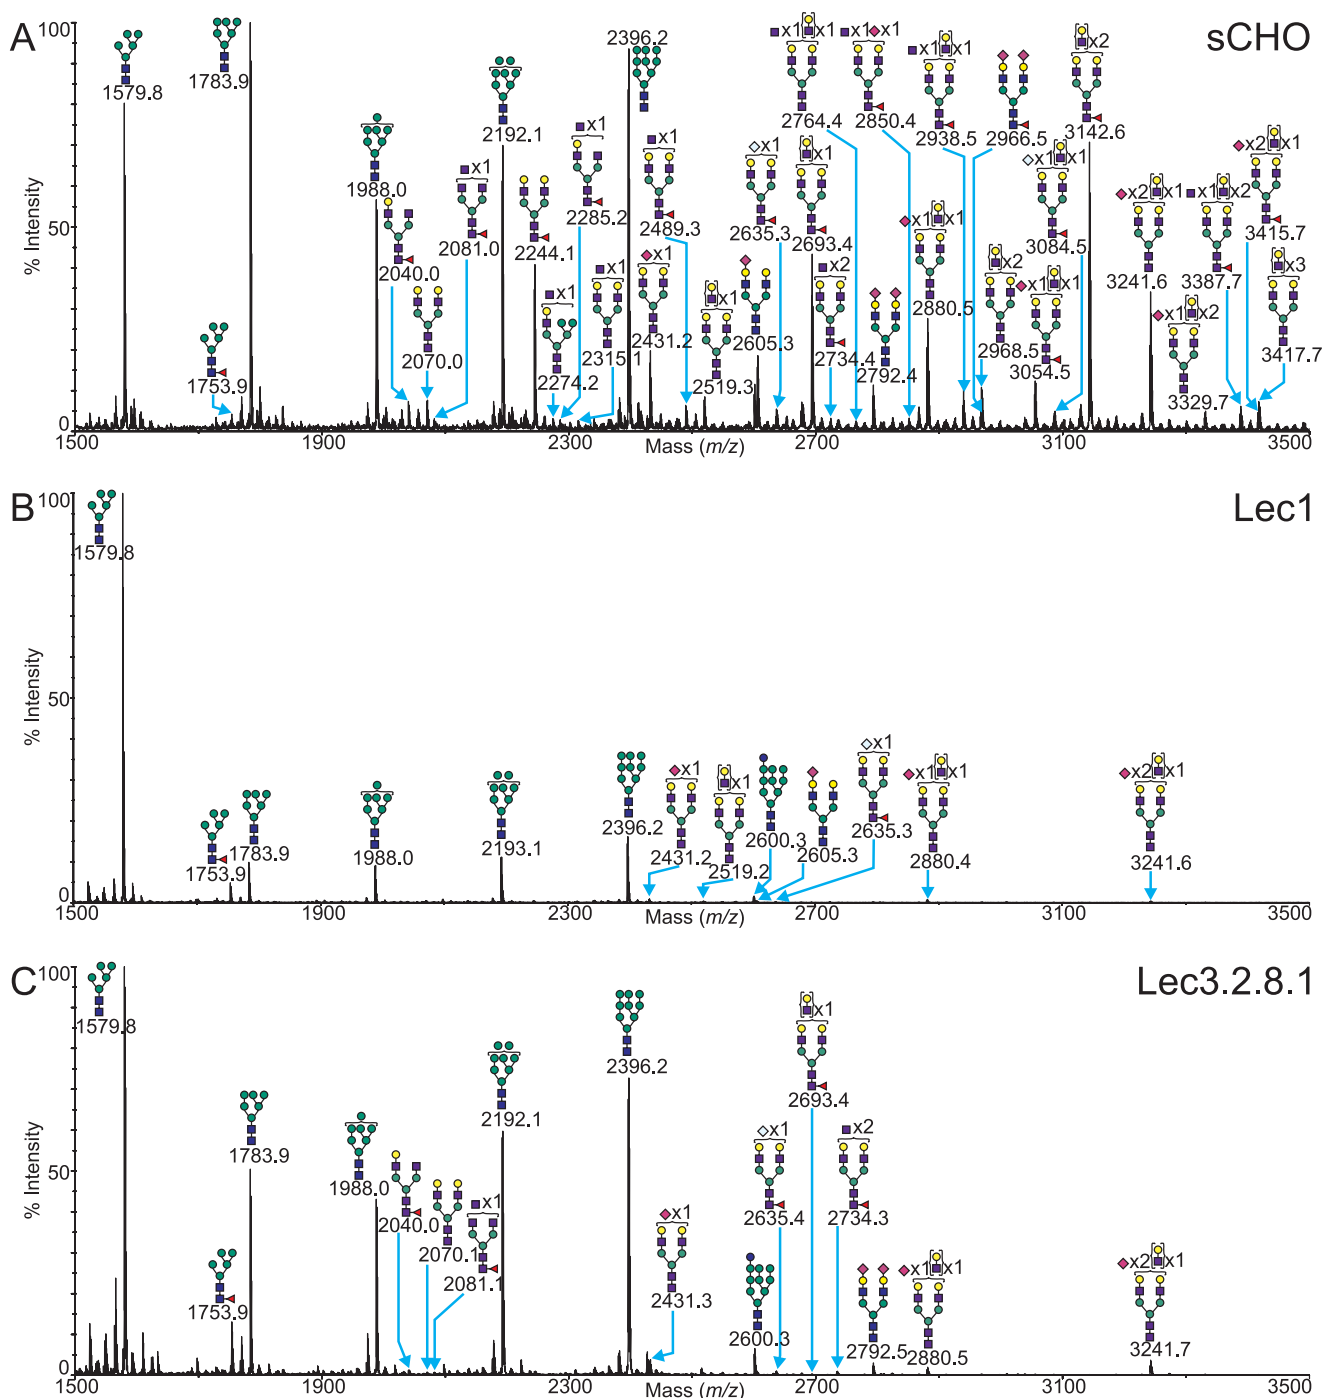 A
sCHO
% Intensity
100
50
0
1579.8
1783.9
1753.9
1988.0
2040.0
2070.0
x1
2081.0
2192.1
2244.1
x1
2274.2
x1
2285.2
x1
2315.1
2396.2
x1
2431.2
x1
2489.3
x1
2519.3
2605.3
x1
2635.3
x1
2693.4
x2
2734.4
x1 x1
2764.4
2792.4
x1 x1
2850.4
x1 x1
2880.5
x1 x1
2938.5
2966.5
x2
2968.5
x1 x1
3054.5
x1 x1
3084.5
x2
3142.6
x2 x1
3241.6
x1 x2
3329.7
x1 x2
3387.7
x2 x1
3415.7
x3
3417.7
1500 1900 2300 2700 3100 3500
Mass (m/z)
B
Lec1
% Intensity
100
50
0
1579.8
1753.9
1783.9
1988.0
2193.1
2396.2
x1
2431.2
x1
2519.2
2600.3
2605.3
x1
2635.3
x1 x1
2880.4
x2 x1
3241.6
1500 1900 2300 2700 3100 3500
Mass (m/z)
C
Lec3.2.8.1
% Intensity
100
50
0
1579.8
1753.9
1783.9
1988.0
2040.0
2070.1
x1
2081.1
2192.1
2396.2
x1
2431.3
2600.3
x1
2635.4
x1
2693.4
x2
2734.3
2792.5
x1 x1
2880.5
x2 x1
3241.7
1500 1900 2300 2700 3100 3500
Mass (m/z)